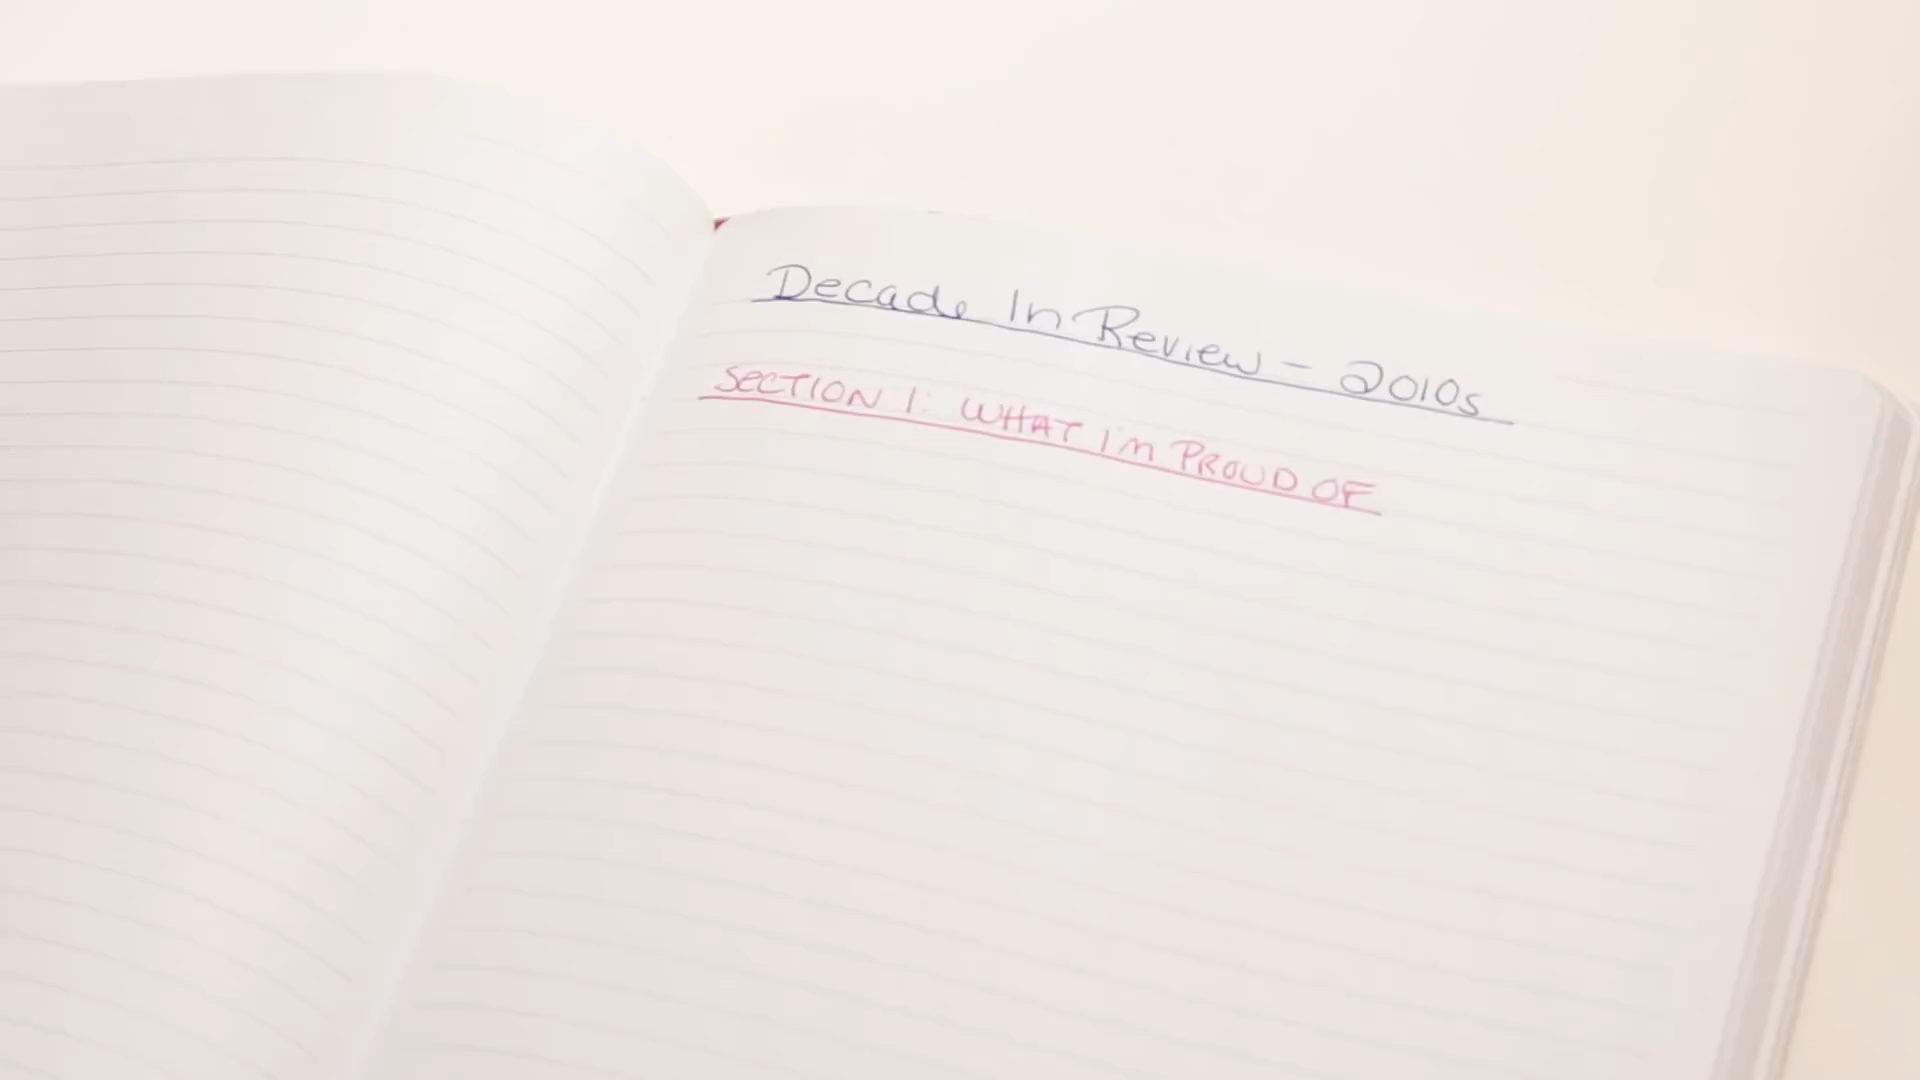 Decade In Review - 2010s
SECTION 1: WHAT I'm PROUD OF